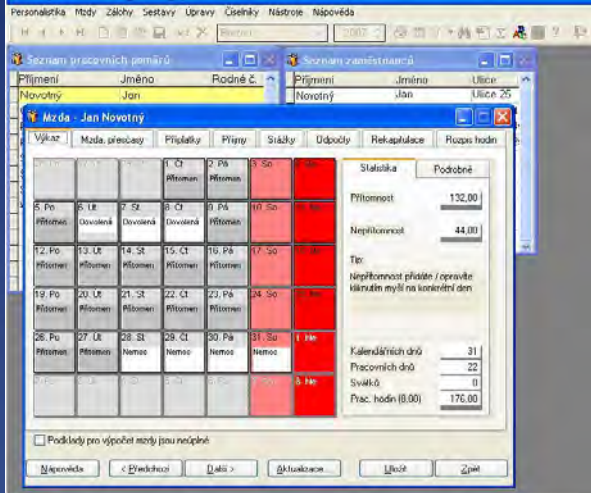 Personalistika Mzdy Zálohy Sestavy Úpravy Číselníky Nástroje Nápověda
Březen 2007
Seznam pracovních poměrů
Seznam zaměstnanců
Příjmení Jméno Rodné č.
Příjmení Jméno Ulice
Novotný Jan
Novotný Jan Ulice 25
Mzda - Jan Novotný
Výkaz Mzda, přesčasy Příplatky Příjmy Srážky Odpočty Rekapitulace Rozpis hodin
1. Čt 2. Pá 3. So
Přítomen Přítomen
Statistika Podrobné
Přítomnost 132,00
5. Po 6. Út 7. St 8. Čt 9. Pá 10. So
Přítomen Dovolená Dovolená Dovolená Přítomen
Nepřítomnost 44,00
12. Po 13. Út 14. St 15. Čt 16. Pá 17. So
Přítomen Přítomen Přítomen Přítomen Přítomen
Tip:
Nepřítomnost přidáte / opravíte
kliknutím myší na konkrétní den
19. Po 20. Út 21. St 22. Čt 23. Pá 24. So
Přítomen Přítomen Přítomen Přítomen Přítomen
26. Po 27. Út 28. St 29. Čt 30. Pá 31. So 1. Ne
Přítomen Přítomen Nemoc Nemoc Nemoc Nemoc
Kalendářních dnů 31
Pracovních dnů 22
Svátků 0
Prac. hodin (8,00) 176,00
8. Ne
Podklady pro výpočet mzdy jsou neúplné
Nápověda < Předchozí Další > Aktualizace... Uložit Zpět